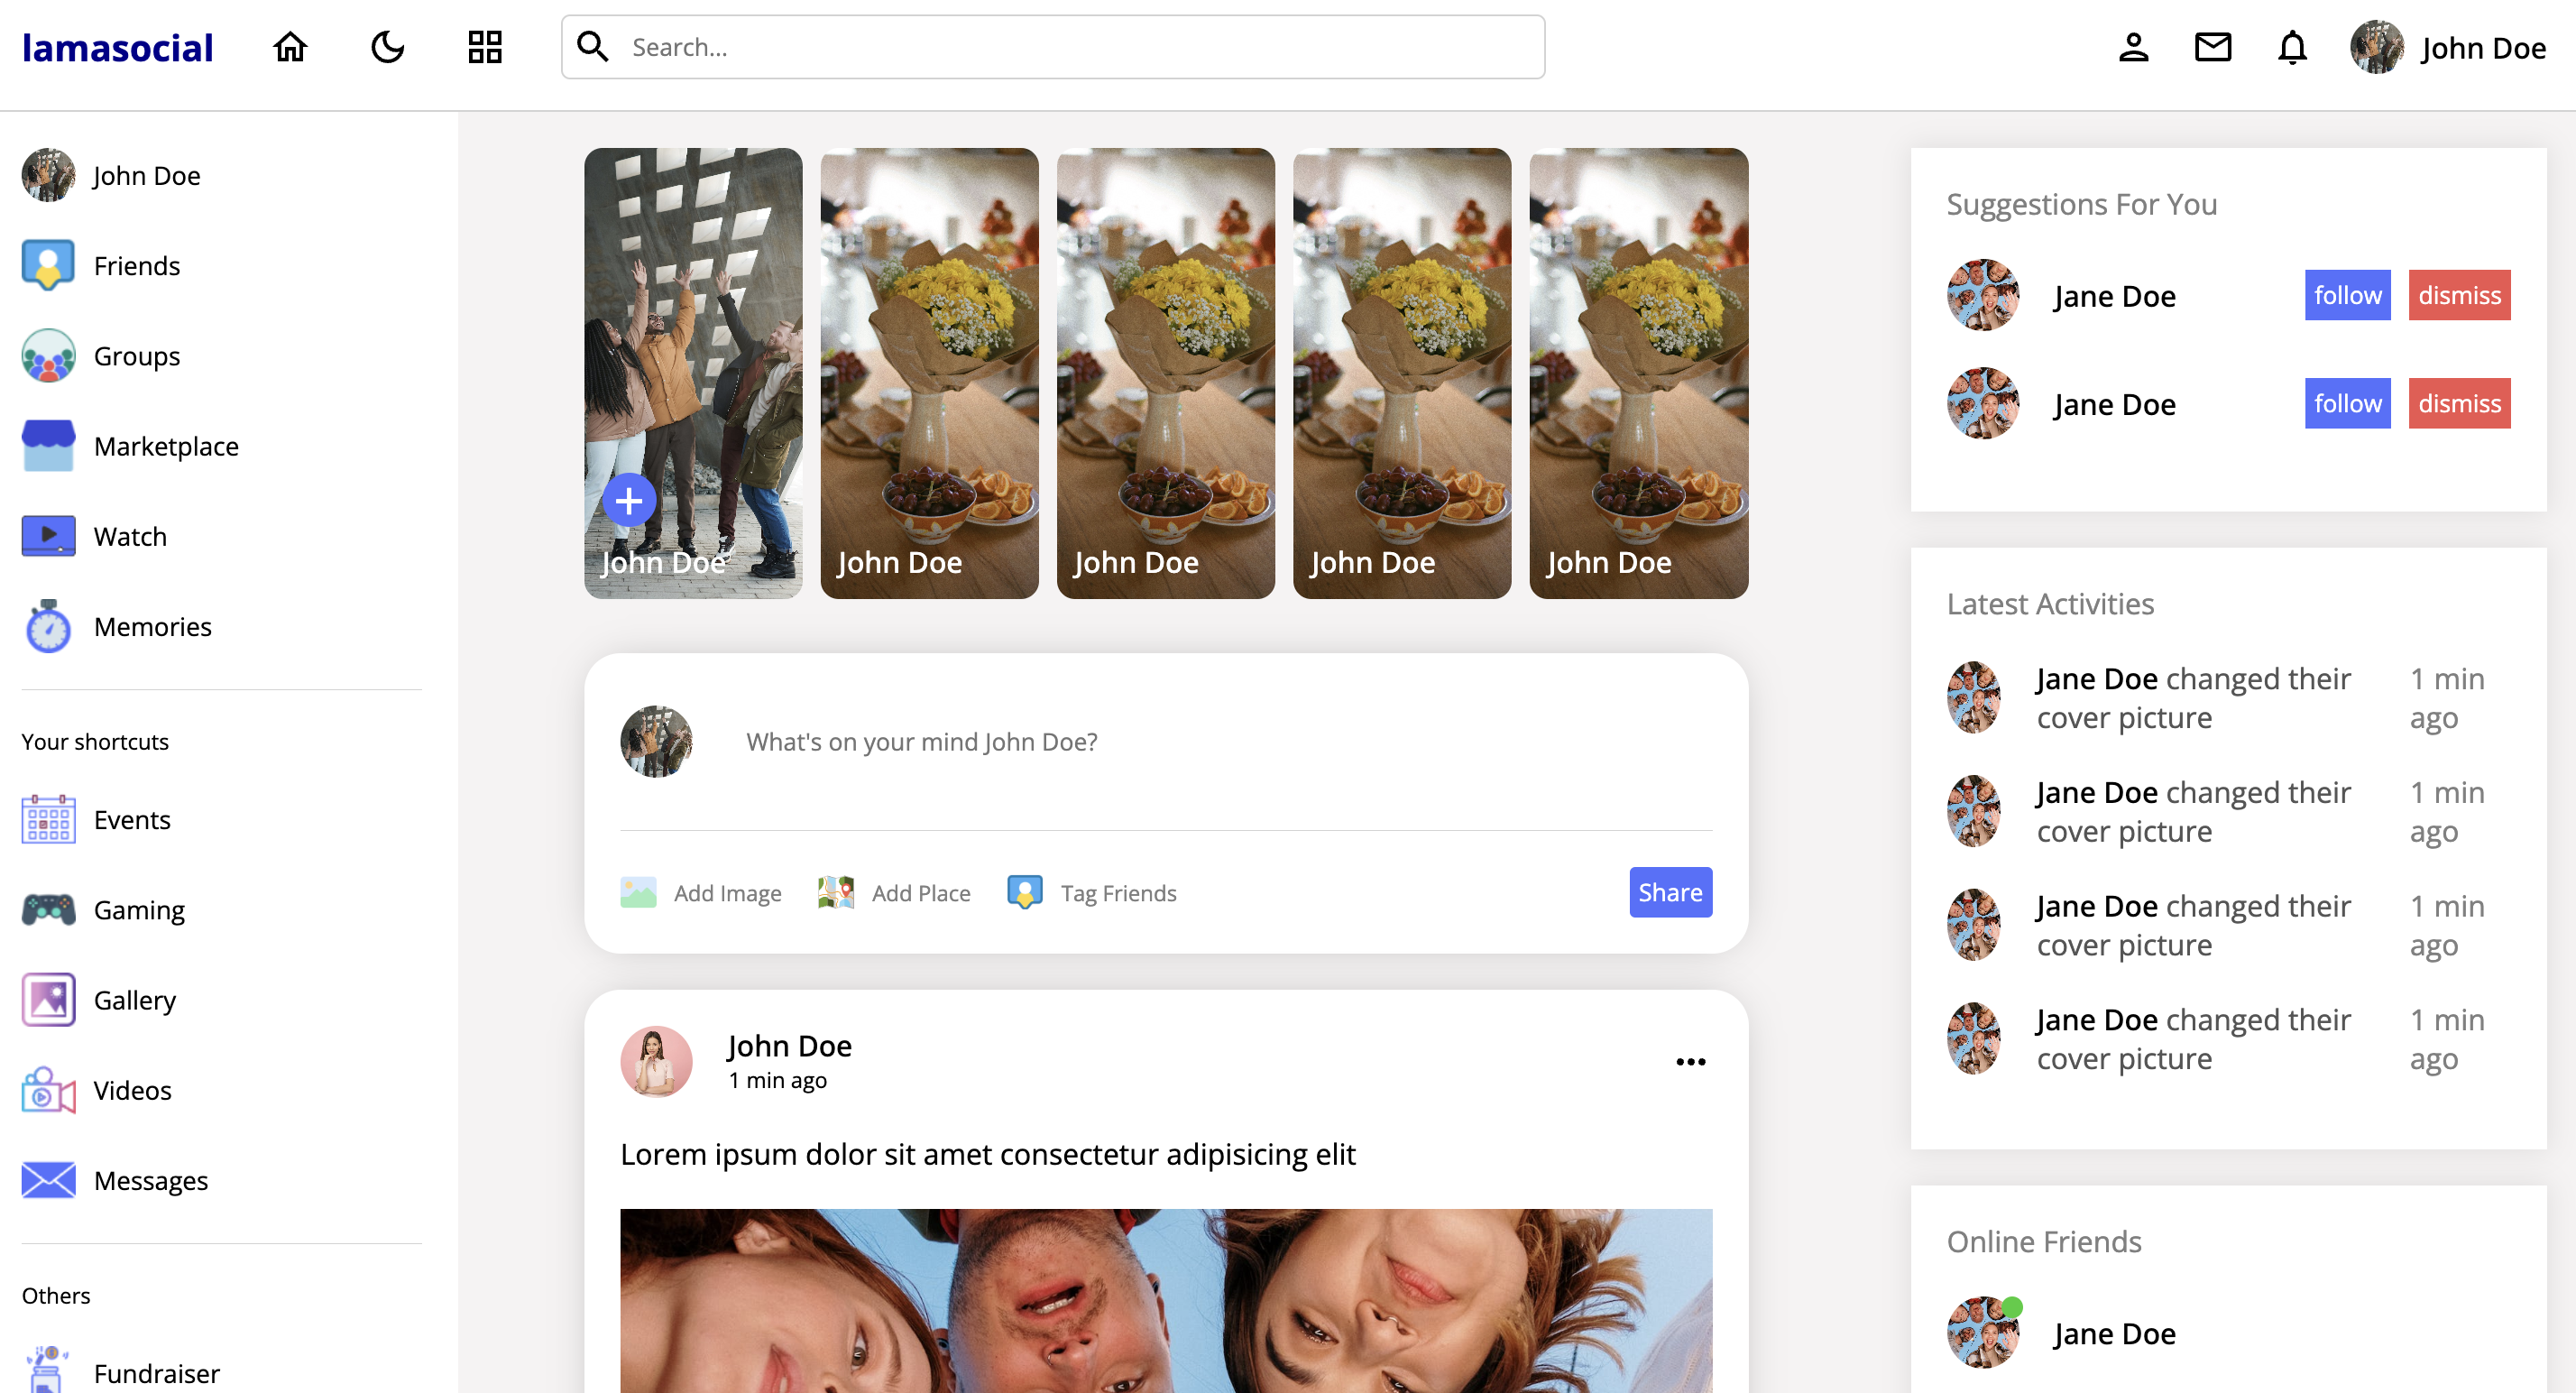 lamasocial
Search...
John Doe
John Doe
Friends
Groups
Marketplace
Watch
Memories
Your shortcuts
Events
Gaming
Gallery
Videos
Messages
Others
Fundraiser
John Doe
John Doe
John Doe
John Doe
John Doe
What's on your mind John Doe?
Add Image
Add Place
Tag Friends
Share
John Doe
1 min ago
Lorem ipsum dolor sit amet consectetur adipisicing elit
Suggestions For You
Jane Doe
follow
dismiss
Jane Doe
follow
dismiss
Latest Activities
Jane Doe changed their
cover picture
1 min
ago
Jane Doe changed their
cover picture
1 min
ago
Jane Doe changed their
cover picture
1 min
ago
Jane Doe changed their
cover picture
1 min
ago
Online Friends
Jane Doe